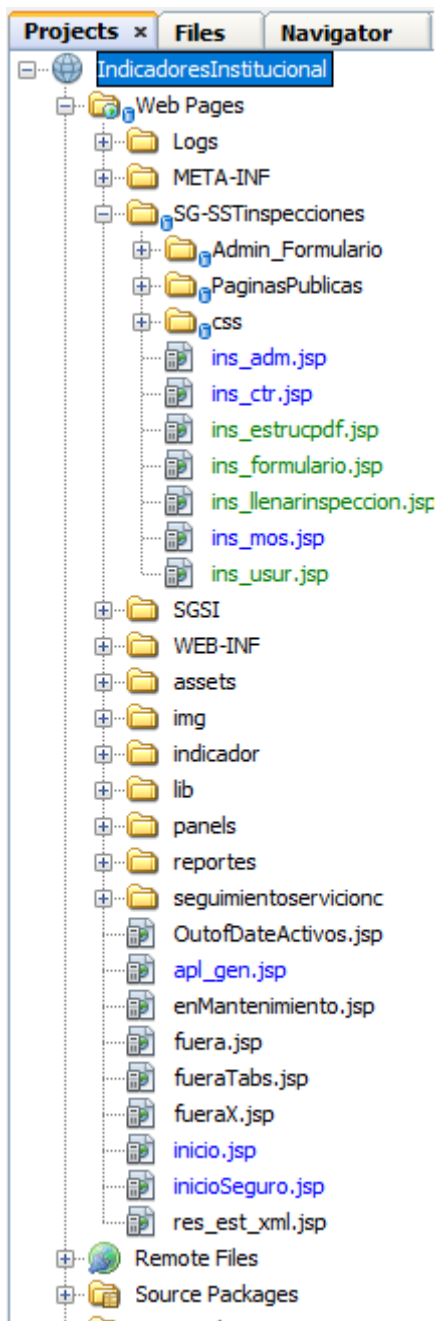 Projects × Files Navigator
IndicadoresInstitucional
Web Pages
Logs
META-INF
SG-SSTinspecciones
Admin_Formulario
PaginasPublicas
css
ins_adm.jsp
ins_ctr.jsp
ins_estrucpdf.jsp
ins_formulario.jsp
ins_llenarinspeccion.jsp
ins_mos.jsp
ins_usur.jsp
SGSI
WEB-INF
assets
img
indicador
lib
panels
reportes
seguimientoservicionc
OutofDateActivos.jsp
apl_gen.jsp
enMantenimiento.jsp
fuera.jsp
fueraTabs.jsp
fueraX.jsp
inicio.jsp
inicioSeguro.jsp
res_est_xml.jsp
Remote Files
Source Packages